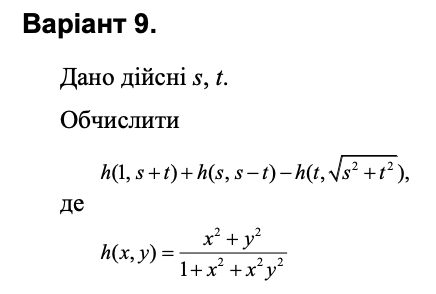 Варіант 9.
Дано дійсні s, t.
Обчислити
h(1, s+t)+h(s, s−t)−h(t, √(s²+t²)),
де
h(x, y) = (x² + y²)/(1+ x² + x²y²)